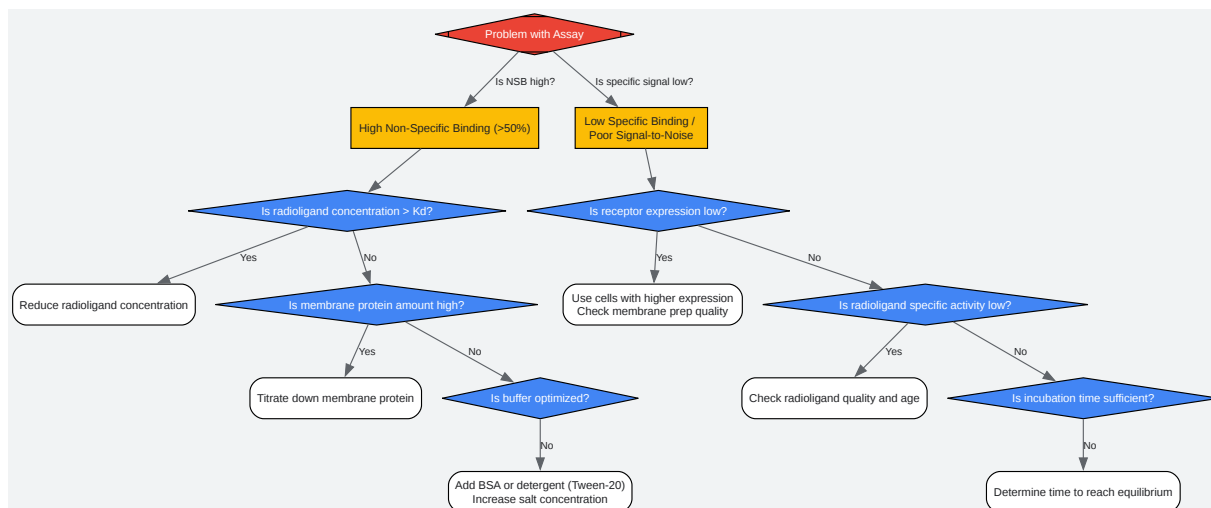 Problem with Assay
Is NSB high?
Is specific signal low?
High Non-Specific Binding (>50%)
Low Specific Binding /
Poor Signal-to-Noise
Is radioligand concentration > Kd?
Is receptor expression low?
Yes
No
Yes
No
Reduce radioligand concentration
Is membrane protein amount high?
Use cells with higher expression
Check membrane prep quality
Is radioligand specific activity low?
Yes
No
Yes
No
Titrate down membrane protein
Is buffer optimized?
Check radioligand quality and age
Is incubation time sufficient?
No
No
Add BSA or detergent (Tween-20)
Increase salt concentration
Determine time to reach equilibrium